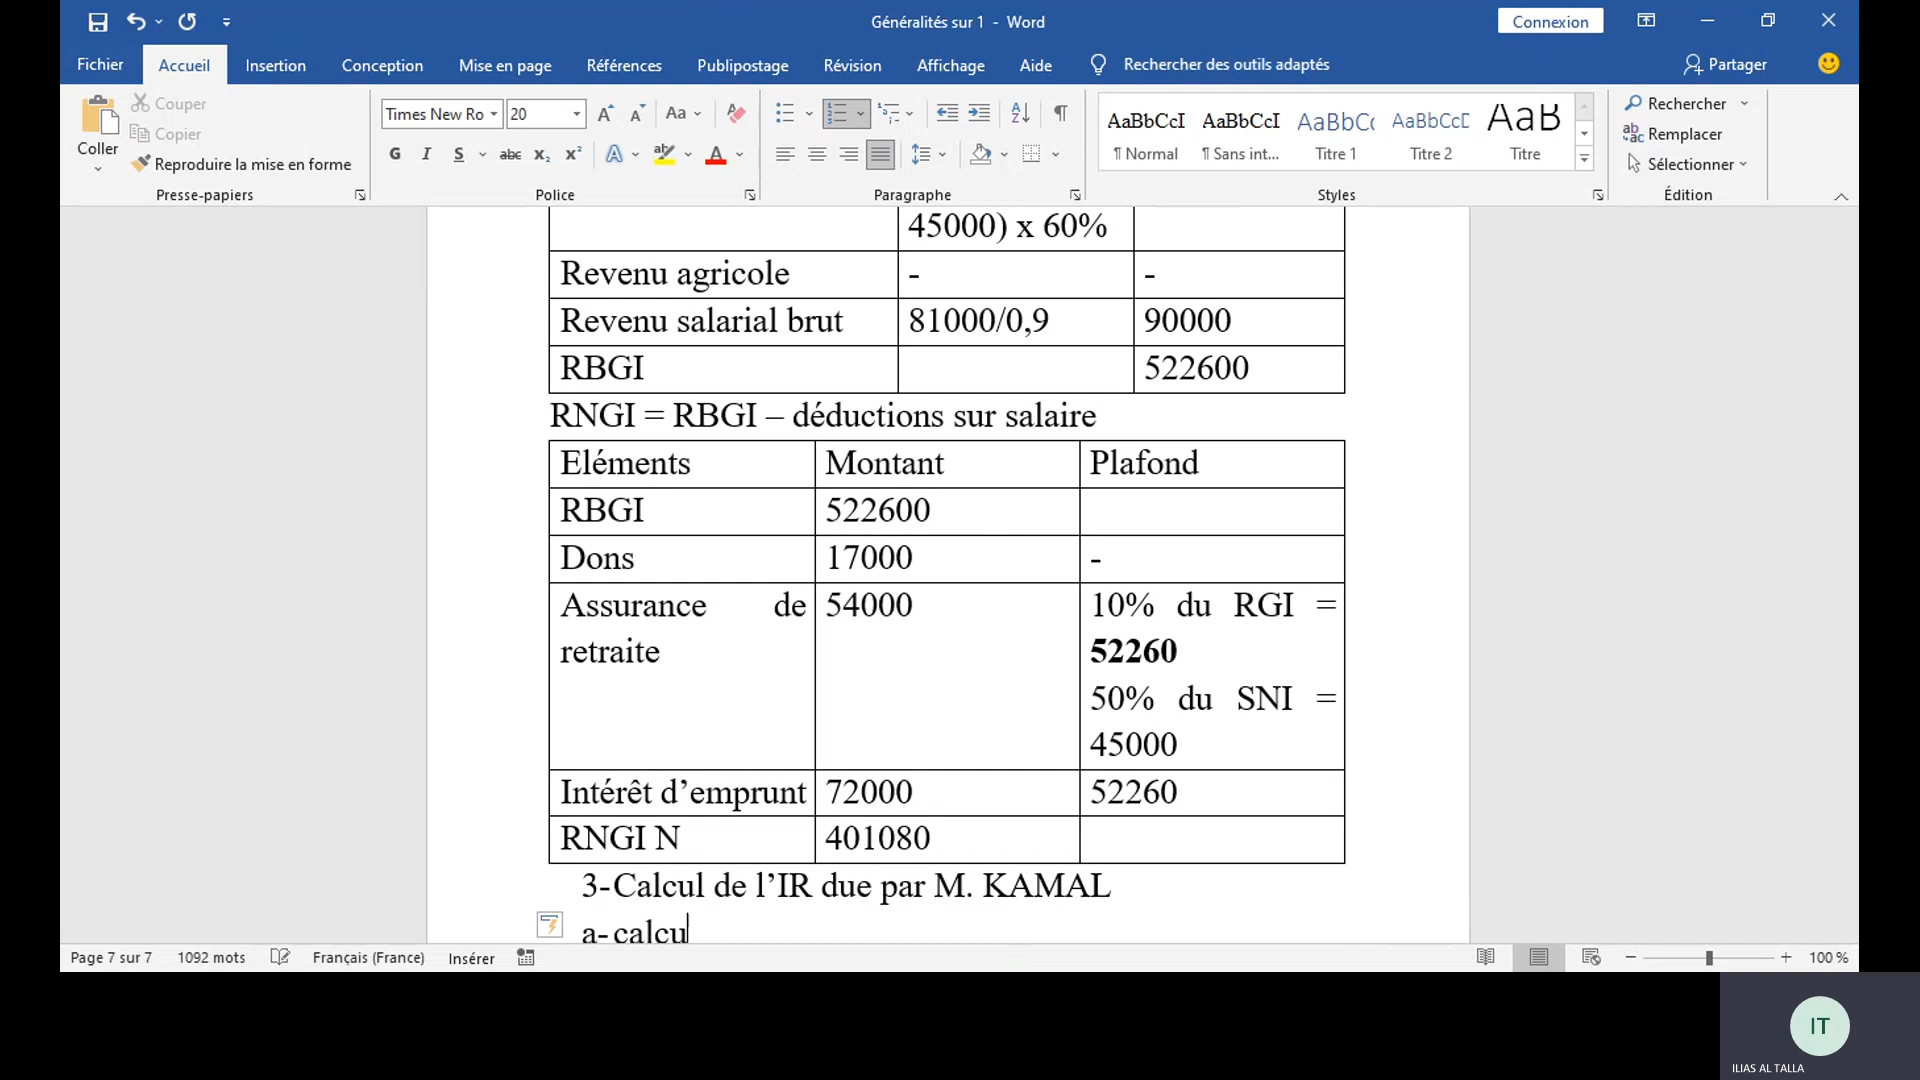 Généralités sur 1 - Word
Connexion
Fichier Accueil Insertion Conception Mise en page Références Publipostage Révision Affichage Aide Rechercher des outils adaptés Partager
Coller
Couper
Copier
Reproduire la mise en forme
Presse-papiers
Times New Ro 20
Aa
G I S abc x₂ x² A A
Police
Paragraphe
AaBbCcI AaBbCcI AaBbCc AaBbCcD AaB
¶ Normal ¶ Sans int... Titre 1 Titre 2 Titre
Styles
Rechercher
Remplacer
Sélectionner
Édition
45000) x 60%
Revenu agricole - -
Revenu salarial brut 81000/0,9 90000
RBGI 522600
RNGI = RBGI – déductions sur salaire
Eléments Montant Plafond
RBGI 522600
Dons 17000 -
Assurance de 54000 10% du RGI =
retraite 52260
50% du SNI =
45000
Intérêt d’emprunt 72000 52260
RNGI N 401080
3-Calcul de l’IR due par M. KAMAL
a- calcu
Page 7 sur 7 1092 mots Français (France) Insérer 100 %
IT
ILIAS AL TALLA